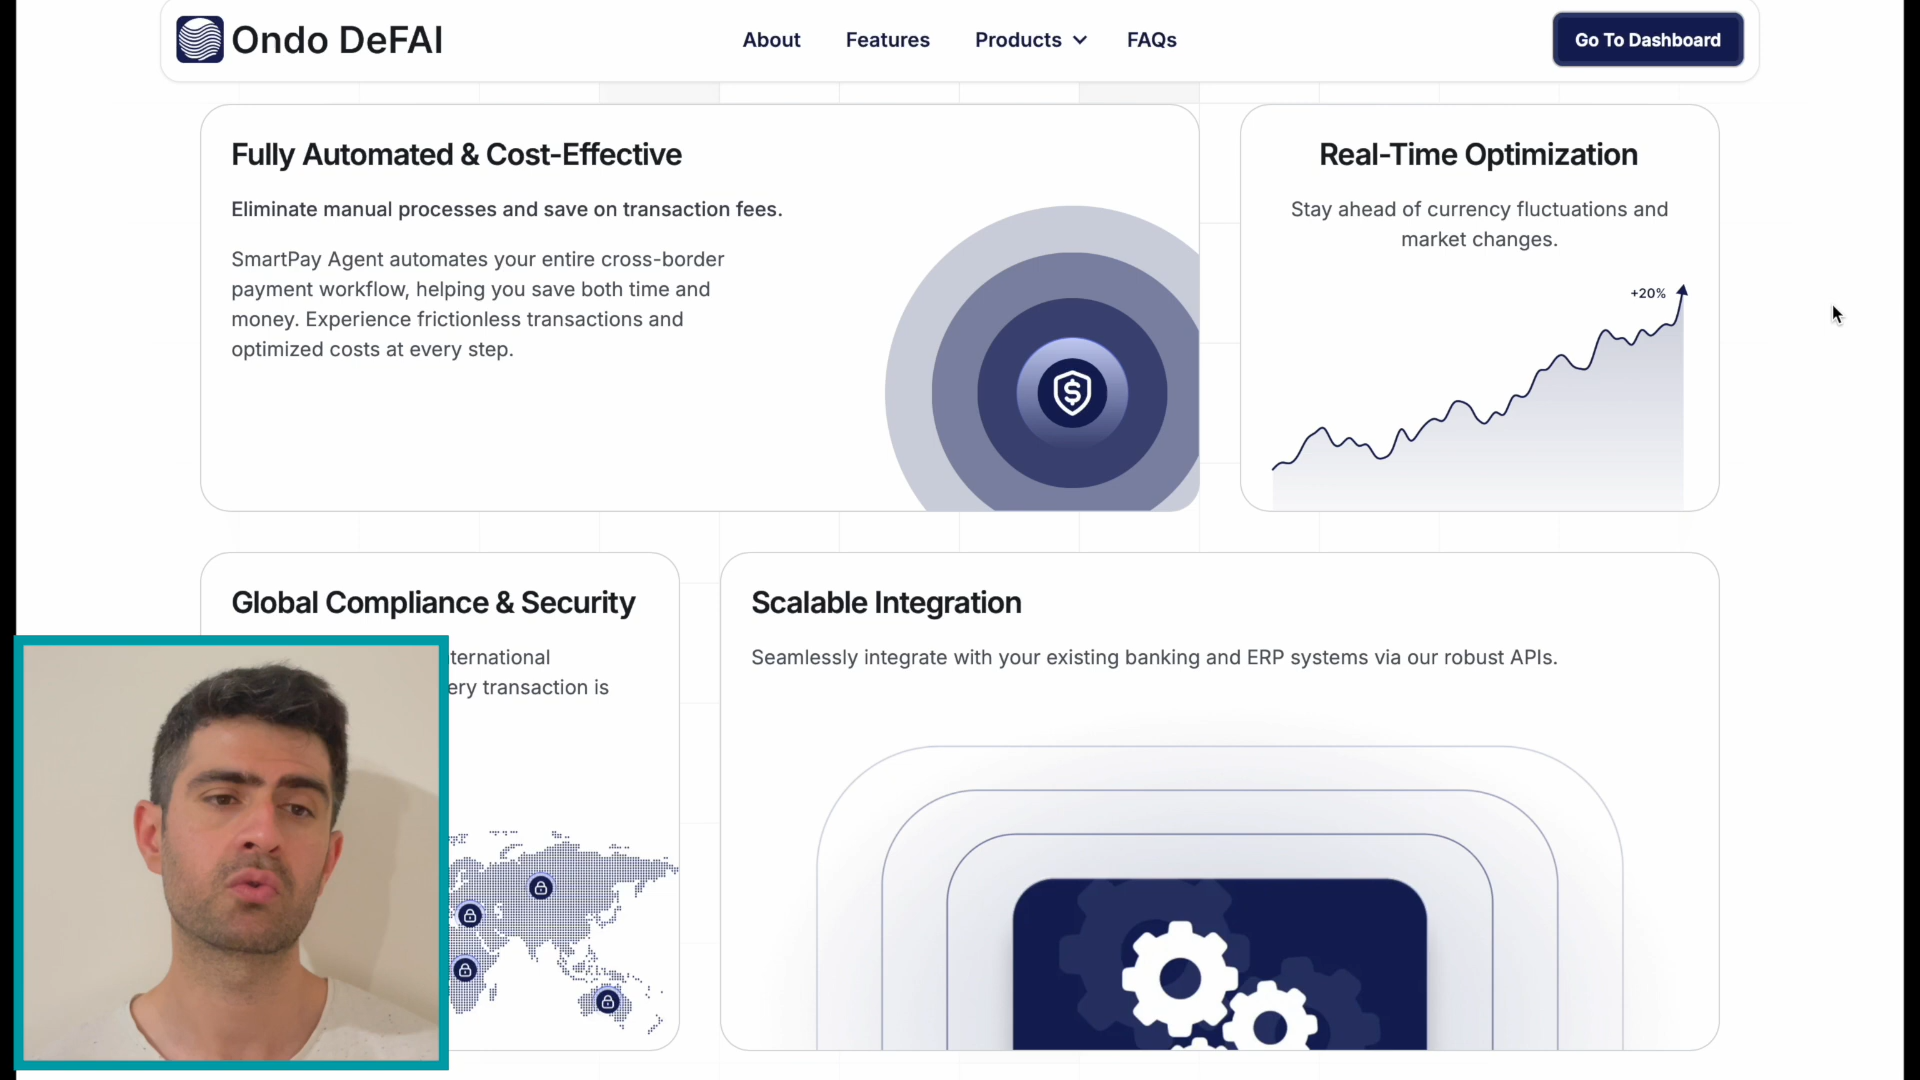 Ondo DeFAI
About
Features
Products
FAQs
Go To Dashboard
Fully Automated & Cost-Effective
Eliminate manual processes and save on transaction fees.
SmartPay Agent automates your entire cross-border
payment workflow, helping you save both time and
money. Experience frictionless transactions and
optimized costs at every step.
Real-Time Optimization
Stay ahead of currency fluctuations and
market changes.
+20%
Global Compliance & Security
transaction is
Scalable Integration
Seamlessly integrate with your existing banking and ERP systems via our robust APIs.